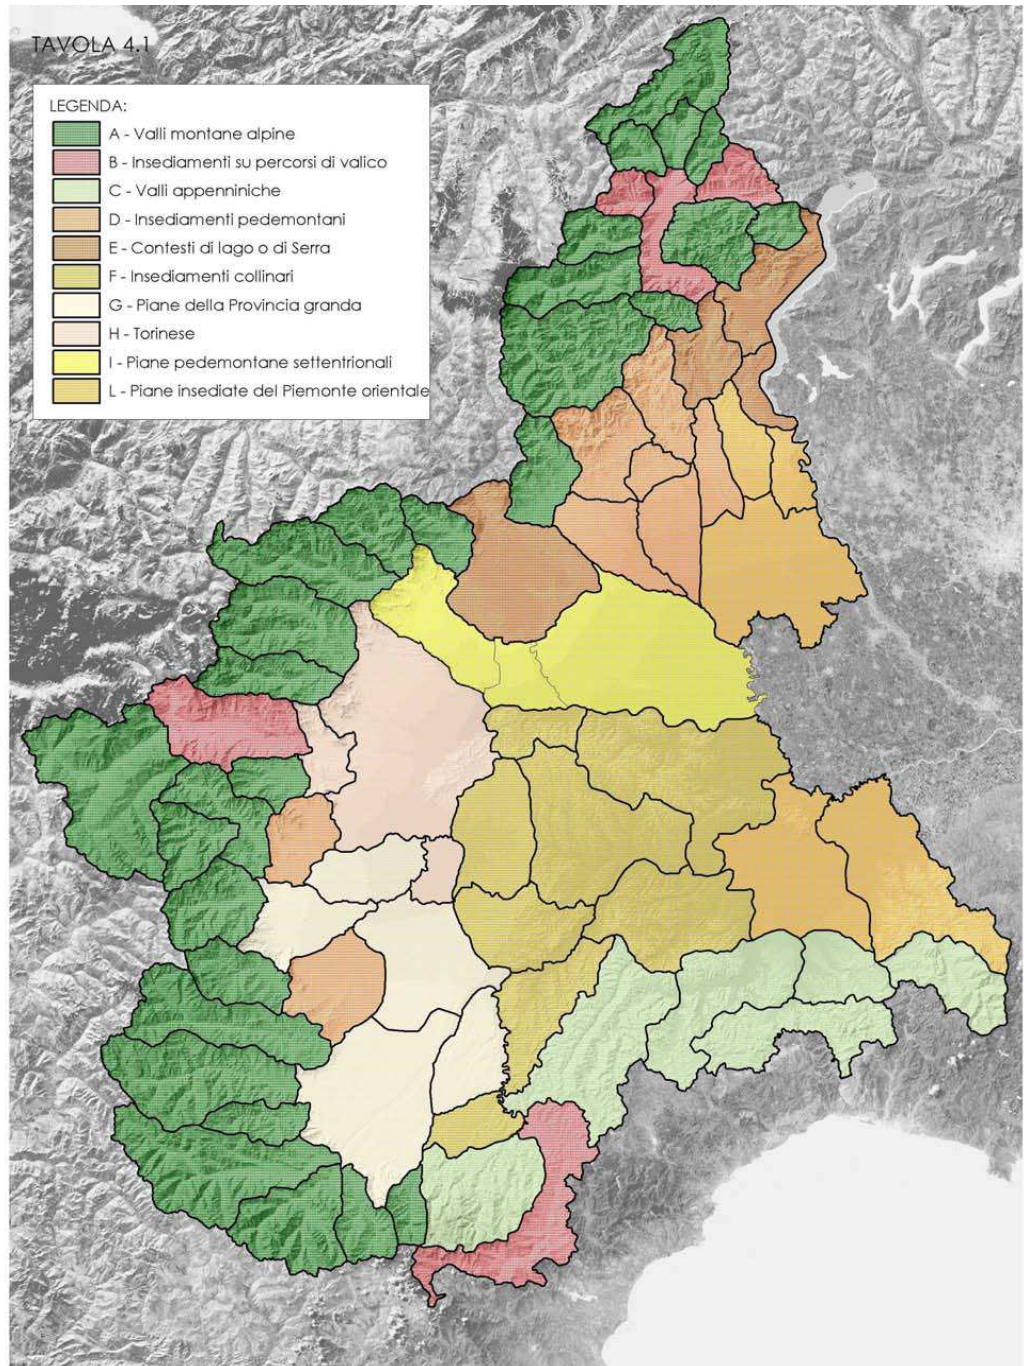 TAVOLA 4.1
LEGENDA:
A - Valli montane alpine
B - Insediamenti su percorsi di valico
C - Valli appenniniche
D - Insediamenti pedemontani
E - Contesti di lago o di Serra
F - Insediamenti collinari
G - Piane della Provincia granda
H - Torinese
I - Piane pedemontane settentrionali
L - Piane insediate del Piemonte orientale